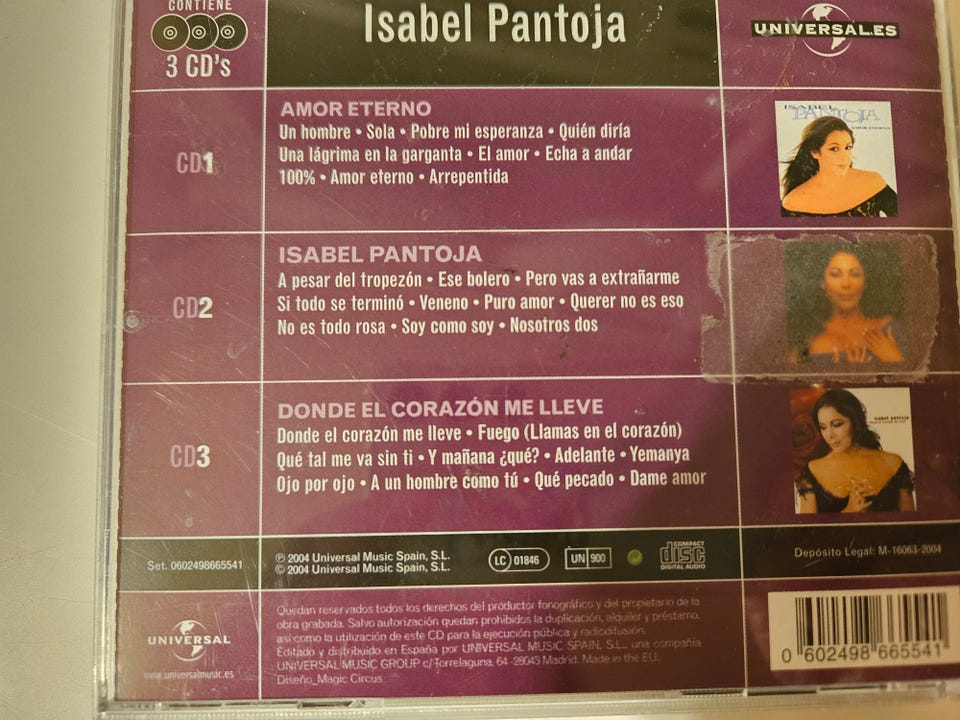 CONTIENE
3 CD's
Isabel Pantoja
UNIVERSAL.ES
CD1
AMOR ETERNO
Un hombre • Sola • Pobre mi esperanza • Quién diría
Una lágrima en la garganta • El amor • Echa a andar
100% • Amor eterno • Arrepentida
ISABEL
PANTOJA
AMOR ETERNO
CD2
ISABEL PANTOJA
A pesar del tropezón • Ese bolero • Pero vas a extrañarme
Si todo se terminó • Veneno • Puro amor • Querer no es eso
No es todo rosa • Soy como soy • Nosotros dos
CD3
DONDE EL CORAZÓN ME LLEVE
Donde el corazón me lleve • Fuego (Llamas en el corazón)
Qué tal me va sin ti • Y mañana ¿qué? • Adelante • Yemanya
Ojo por ojo • A un hombre como tú • Qué pecado • Dame amor
isabel pantoja
Set. 0602498665541
℗ 2004 Universal Music Spain, S.L.
© 2004 Universal Music Spain, S.L.
LC 01846
UN 900
COMPACT
disc
DIGITAL AUDIO
Depósito Legal: M-16063-2004
UNIVERSAL
www.universalmusic.es
Quedan reservados todos los derechos del productor fonográfico y del propietario de la
obra grabada. Salvo autorización quedan prohibidos la duplicación, alquiler y préstamo,
así como la utilización de este CD para la ejecución pública y radiodifusión.
Editado y distribuido en España por UNIVERSAL MUSIC SPAIN, S.L. una compañía
UNIVERSAL MUSIC GROUP c/ Torrelaguna, 64 -28043 Madrid. Made in the EU.
Diseño_Magic Circus
0 602498 665541